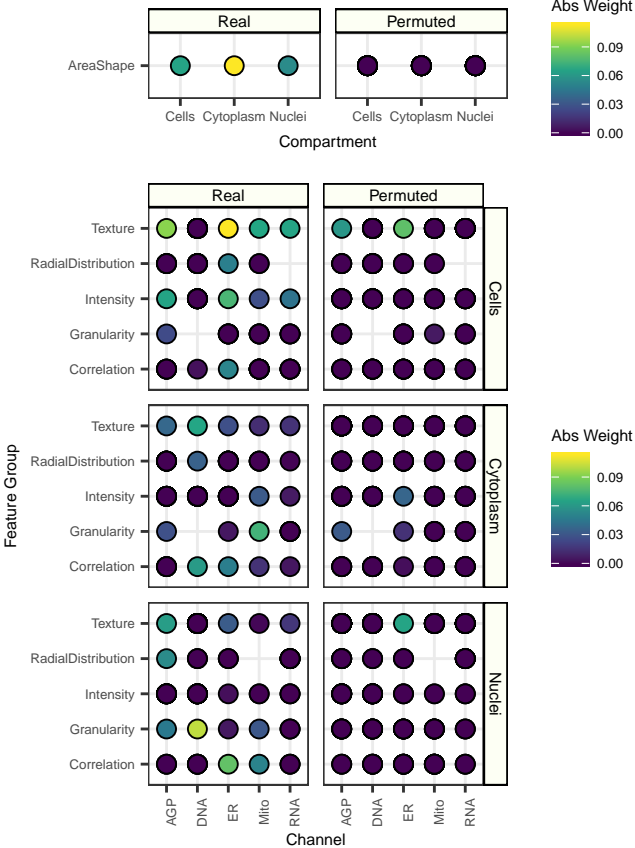 Abs Weight
0.09
0.06
0.03
0.00
Real
Permuted
AreaShape
Cells
Cytoplasm
Nuclei
Cells
Cytoplasm
Nuclei
Compartment
Real
Permuted
Feature Group
Texture
RadialDistribution
Intensity
Granularity
Correlation
Cells
Texture
RadialDistribution
Intensity
Granularity
Correlation
Cytoplasm
Abs Weight
0.09
0.06
0.03
0.00
Texture
RadialDistribution
Intensity
Granularity
Correlation
Nuclei
AGP
DNA
ER
Mito
RNA
AGP
DNA
ER
Mito
RNA
Channel